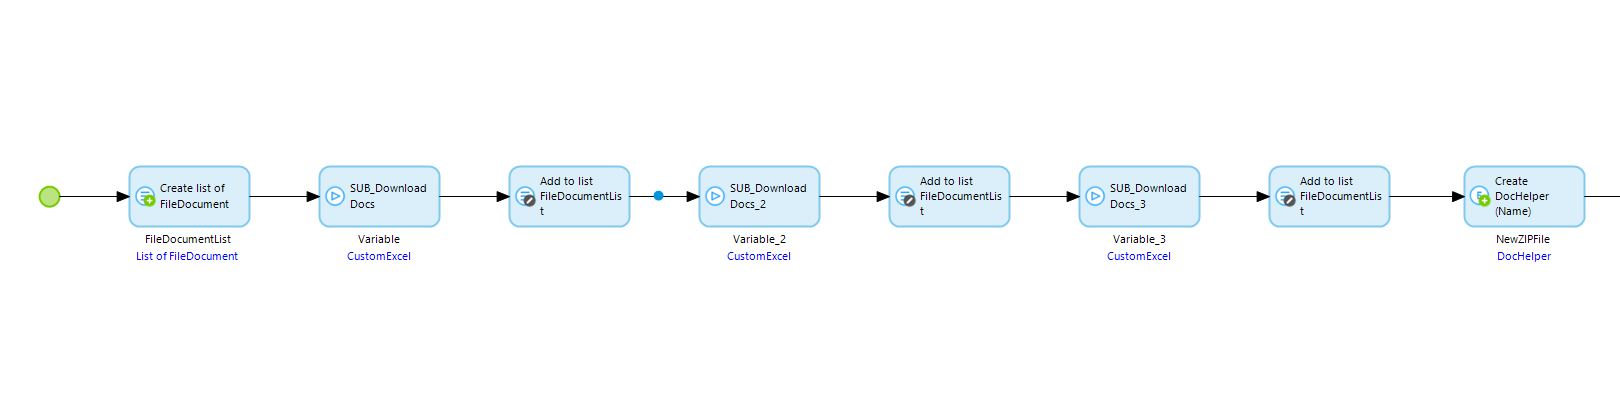 Create list of
FileDocument
FileDocumentList
List of FileDocument
SUB_Download
Docs
Variable
CustomExcel
Add to list
FileDocumentLis
t
SUB_Download
Docs_2
Variable_2
CustomExcel
Add to list
FileDocumentLis
t
SUB_Download
Docs_3
Variable_3
CustomExcel
Add to list
FileDocumentLis
t
Create
DocHelper
(Name)
NewZIPFile
DocHelper